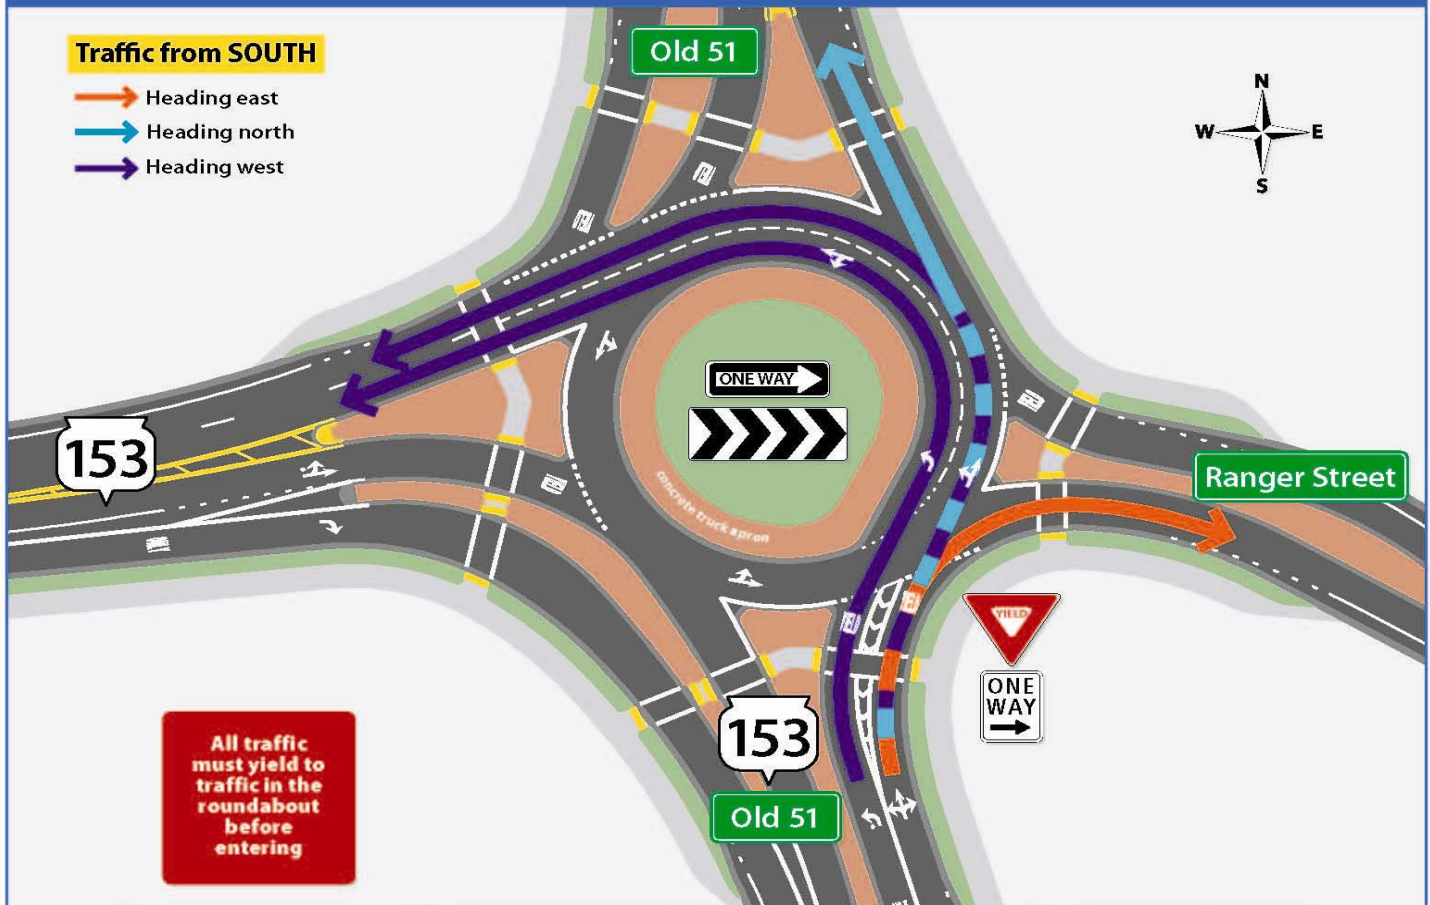 Traffic from SOUTH
Heading east
Heading north
Heading west
Old 51
N
W
E
S
ONE WAY
153
Ranger Street
concrete truck apron
YIELD
ONE
WAY
153
Old 51
All traffic
must yield to
traffic in the
roundabout
before
entering